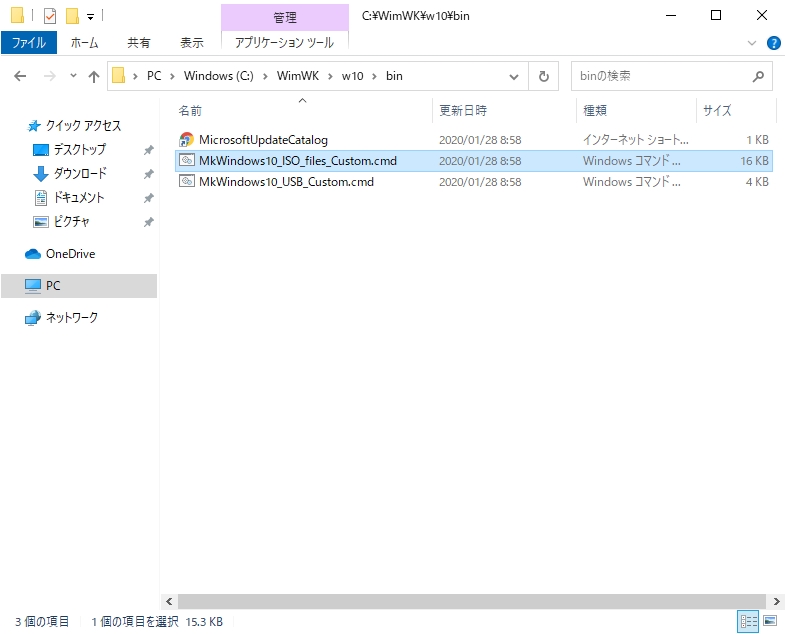 管理
C:¥WimWK¥w10¥bin
ファイル ホーム 共有 表示 アプリケーション ツール
PC Windows (C:) WimWK w10 bin
binの検索
名前 更新日時 種類 サイズ
MicrosoftUpdateCatalog 2020/01/28 8:58 インターネット ショート... 1 KB
MkWindows10_ISO_files_Custom.cmd 2020/01/28 8:58 Windows コマンド ... 16 KB
MkWindows10_USB_Custom.cmd 2020/01/28 8:58 Windows コマンド ... 4 KB
クイック アクセス
デスクトップ
ダウンロード
ドキュメント
ピクチャ
OneDrive
PC
ネットワーク
3 個の項目 1 個の項目を選択 15.3 KB